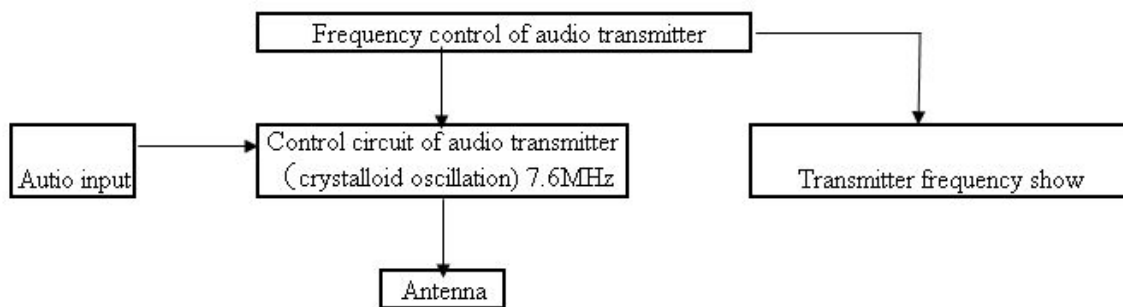 Frequency control of audio transmitter
Control circuit of audio transmitter
（crystalloid oscillation) 7.6MHz
Autio input
Transmitter frequency show
Antenna